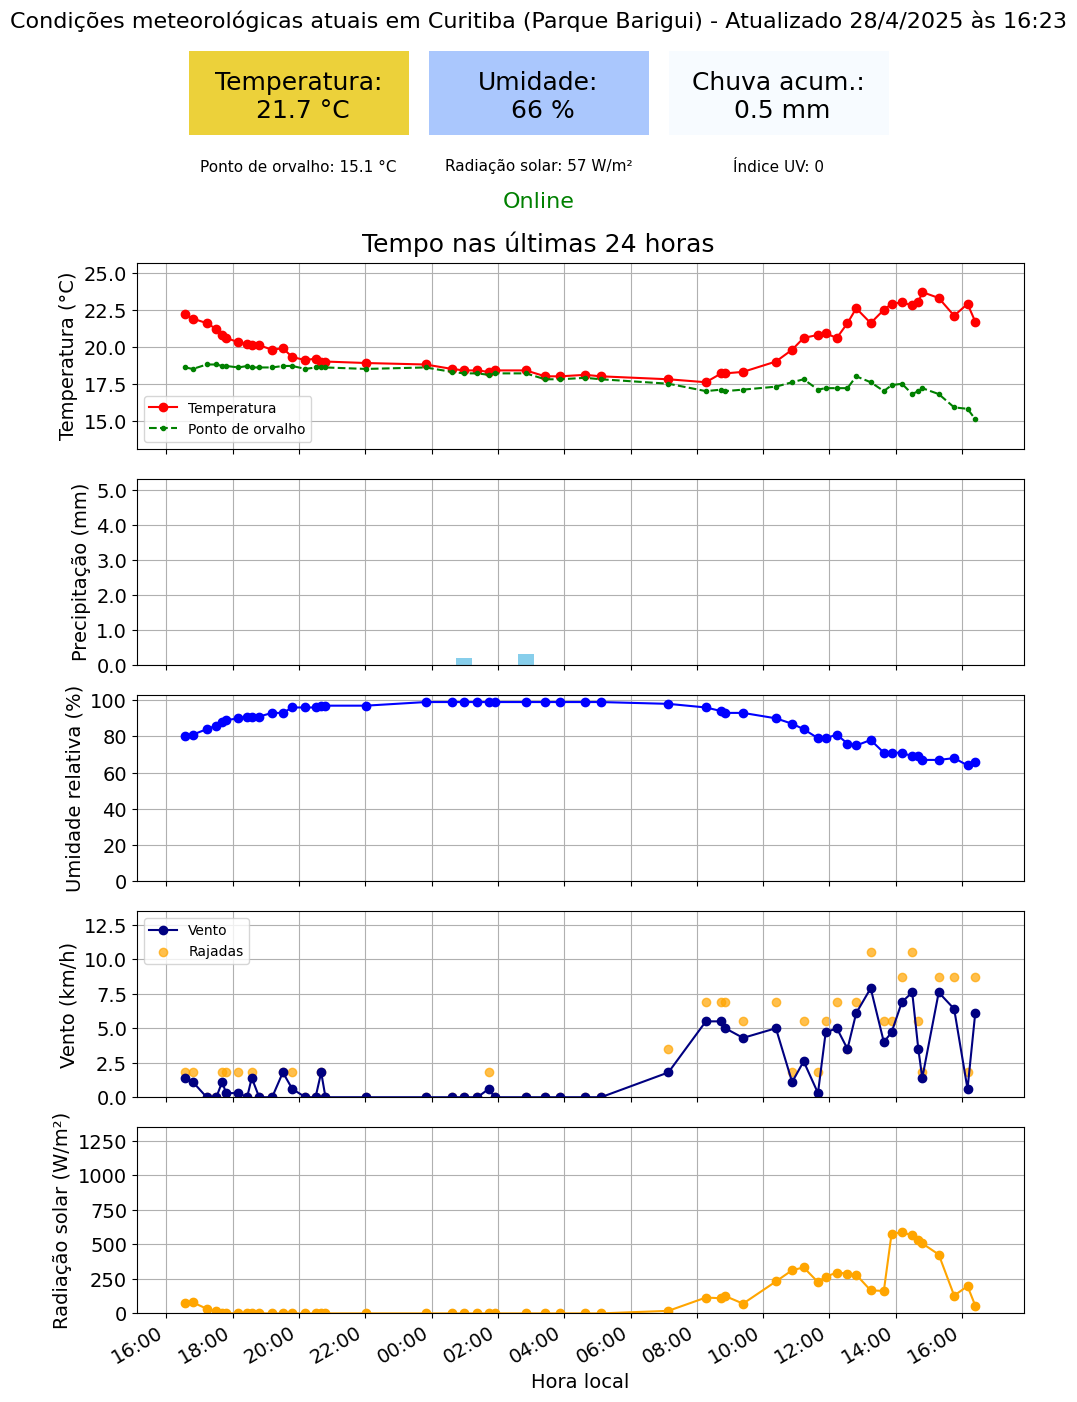 Condições meteorológicas atuais em Curitiba (Parque Barigui) - Atualizado 28/4/2025 às 16:23
Temperatura:
21.7 °C
Umidade:
66 %
Chuva acum.:
0.5 mm
Ponto de orvalho: 15.1 °C
Radiação solar: 57 W/m²
Índice UV: 0
Online
Tempo nas últimas 24 horas
Temperatura (°C)
25.0
22.5
20.0
17.5
15.0
Temperatura
Ponto de orvalho
Precipitação (mm)
5.0
4.0
3.0
2.0
1.0
0.0
Umidade relativa (%)
100
80
60
40
20
0
Vento (km/h)
12.5
10.0
7.5
5.0
2.5
0.0
Vento
Rajadas
Radiação solar (W/m²)
1250
1000
750
500
250
0
16:00
18:00
20:00
22:00
00:00
02:00
04:00
06:00
08:00
10:00
12:00
14:00
16:00
Hora local